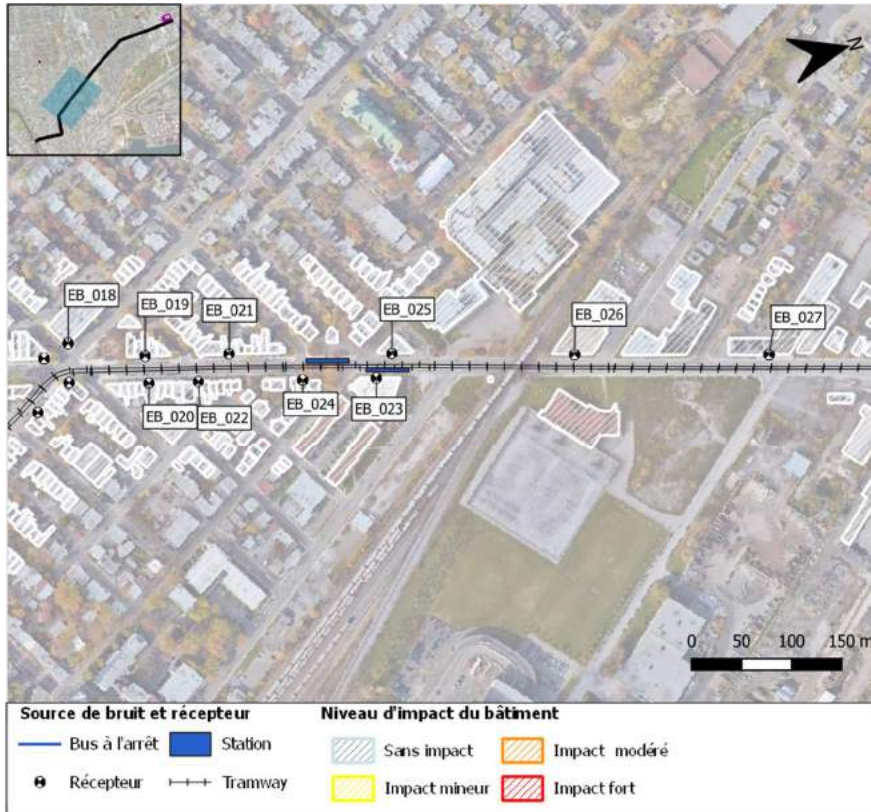 N
EB_018
EB_019
EB_021
EB_025
EB_026
EB_027
EB_020
EB_022
EB_024
EB_023
0 50 100 150 m
Source de bruit et récepteur
Niveau d'impact du bâtiment
Bus à l'arrêt
Station
Sans impact
Impact modéré
Récepteur
Tramway
Impact mineur
Impact fort